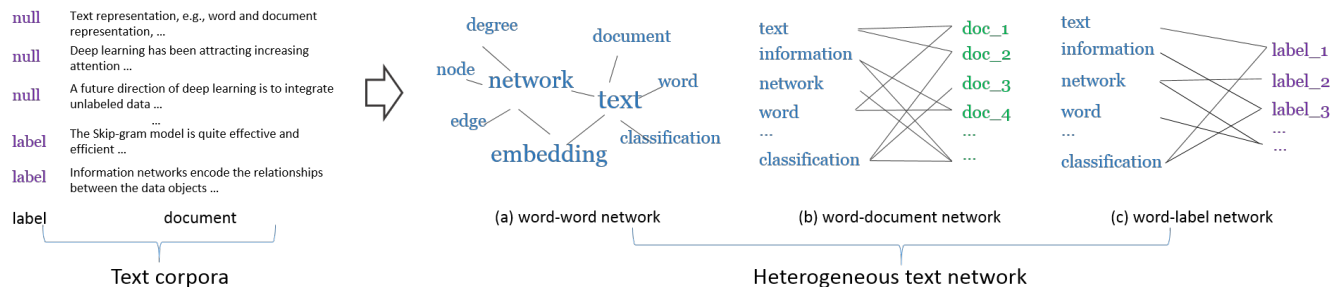 null
Text representation, e.g., word and document
representation, ...
null
Deep learning has been attracting increasing
attention ...
null
A future direction of deep learning is to integrate
unlabeled data ...
...
label
The Skip-gram model is quite effective and
efficient ...
label
Information networks encode the relationships
between the data objects ...
label
document
Text corpora
degree
document
node
network
word
text
edge
classification
embedding
(a) word-word network
text
information
network
word
...
classification
doc_1
doc_2
doc_3
doc_4
...
...
(b) word-document network
text
information
network
word
...
classification
label_1
label_2
label_3
...
...
(c) word-label network
Heterogeneous text network